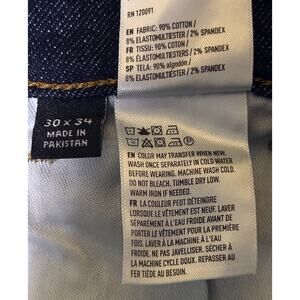 RN 120091
EN FABRIC: 90% COTTON /
8% ELASTOMULTIESTER / 2% SPANDEX
FR TISSU: 90% COTON /
8% ÉLASTOMULTIESTER / 2% SPANDEX
SP TELA: 90% algodón /
8% ELASTOMULTIÉSTER / 2% SPANDEX
30 x 34
MADE IN
PAKISTAN
EN COLOR MAY TRANSFER WHEN NEW.
WASH ONCE SEPARATELY IN COLD WATER
BEFORE WEARING. MACHINE WASH COLD.
DO NOT BLEACH. TUMBLE DRY LOW.
WARM IRON IF NEEDED.
FR LA COULEUR PEUT DÉTEINDRE
LORSQUE LE VÊTEMENT EST NEUF. LAVER
SÉPARÉMENT À L'EAU FROIDE AVANT DE
PORTER LE VÊTEMENT POUR LA PREMIÈRE
FOIS. LAVER À LA MACHINE À L'EAU
FROIDE. NE PAS JAVELLISER. SÉCHER À
LA MACHINE CYCLE DOUX. REPASSER AU
FER TIÈDE AU BESOIN.